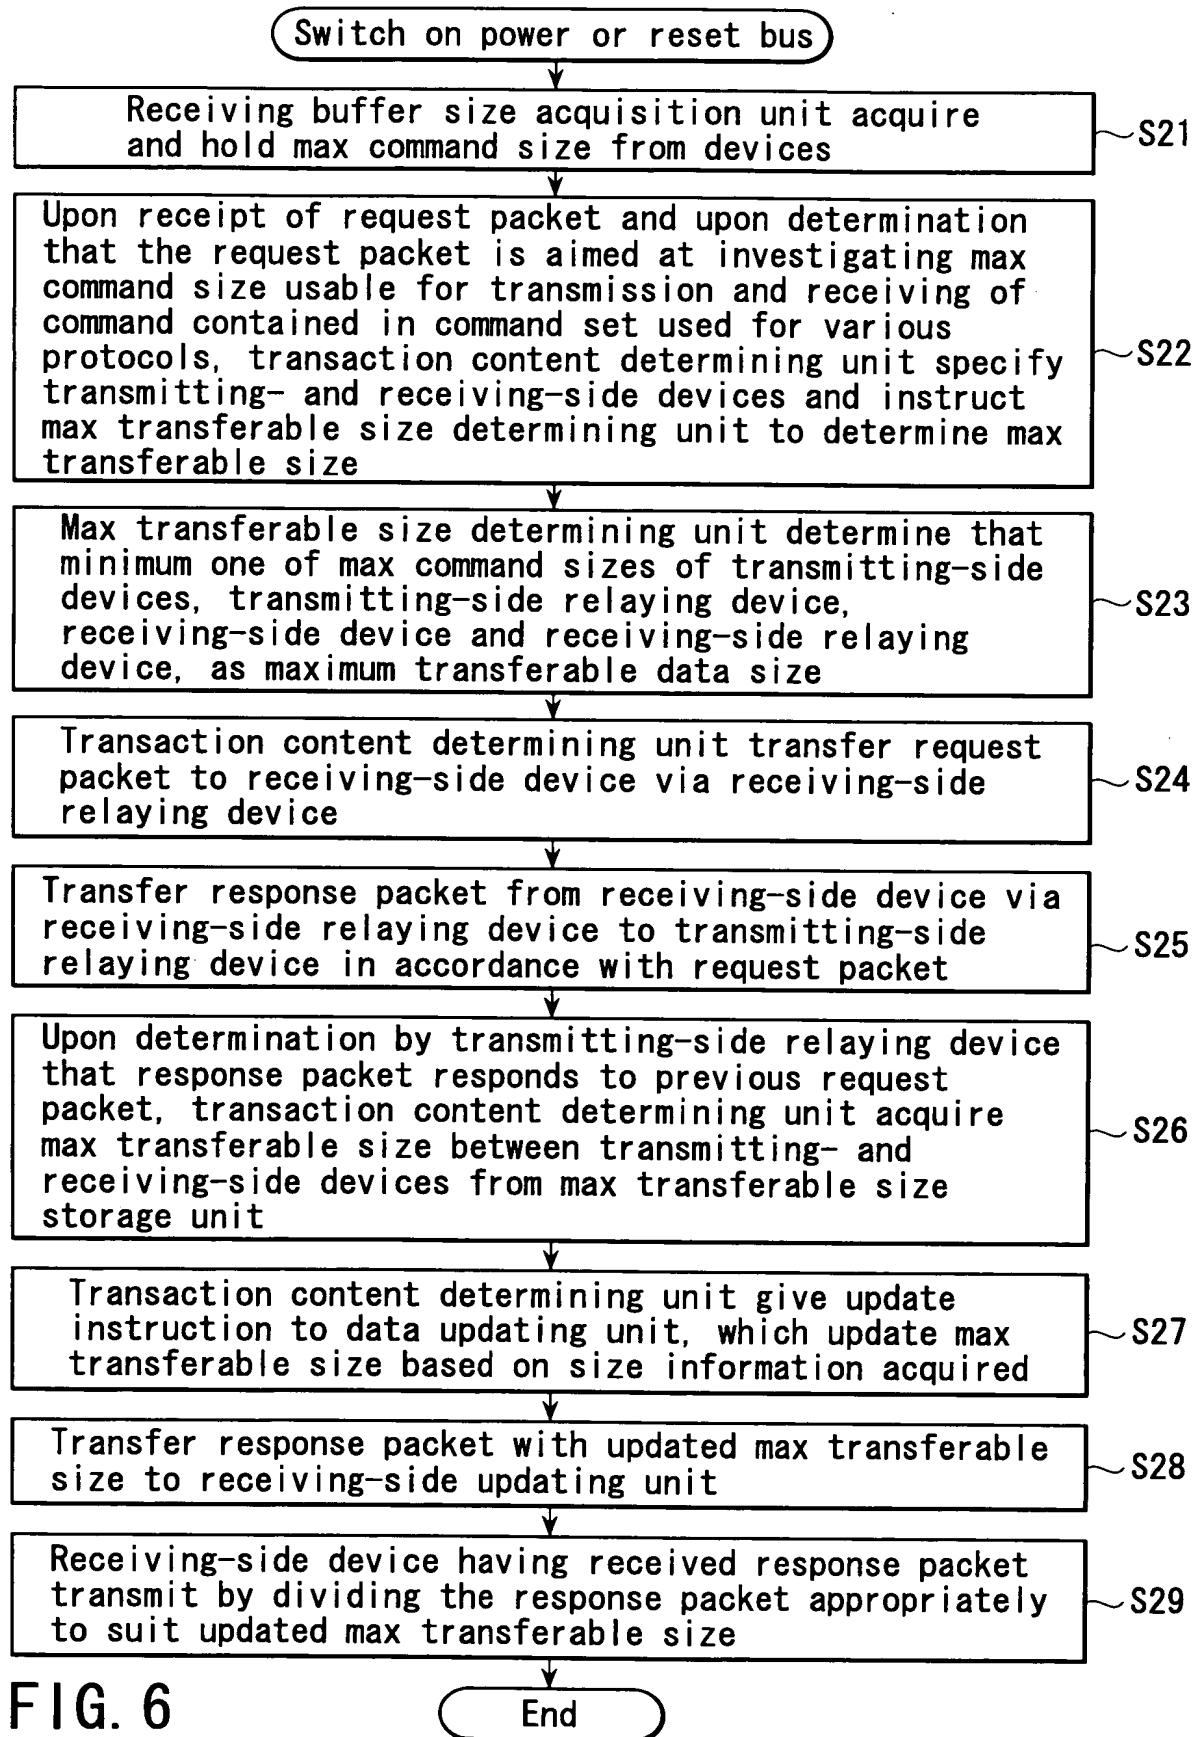 Switch on power or reset bus
Receiving buffer size acquisition unit acquire
and hold max command size from devices
S21
Upon receipt of request packet and upon determination
that the request packet is aimed at investigating max
command size usable for transmission and receiving of
command contained in command set used for various
protocols, transaction content determining unit specify
transmitting- and receiving-side devices and instruct
max transferable size determining unit to determine max
transferable size
S22
Max transferable size determining unit determine that
minimum one of max command sizes of transmitting-side
devices, transmitting-side relaying device,
receiving-side device and receiving-side relaying
device, as maximum transferable data size
S23
Transaction content determining unit transfer request
packet to receiving-side device via receiving-side
relaying device
S24
Transfer response packet from receiving-side device via
receiving-side relaying device to transmitting-side
relaying device in accordance with request packet
S25
Upon determination by transmitting-side relaying device
that response packet responds to previous request
packet, transaction content determining unit acquire
max transferable size between transmitting- and
receiving-side devices from max transferable size
storage unit
S26
Transaction content determining unit give update
instruction to data updating unit, which update max
transferable size based on size information acquired
S27
Transfer response packet with updated max transferable
size to receiving-side updating unit
S28
Receiving-side device having received response packet
transmit by dividing the response packet appropriately
to suit updated max transferable size
S29
End
FIG. 6